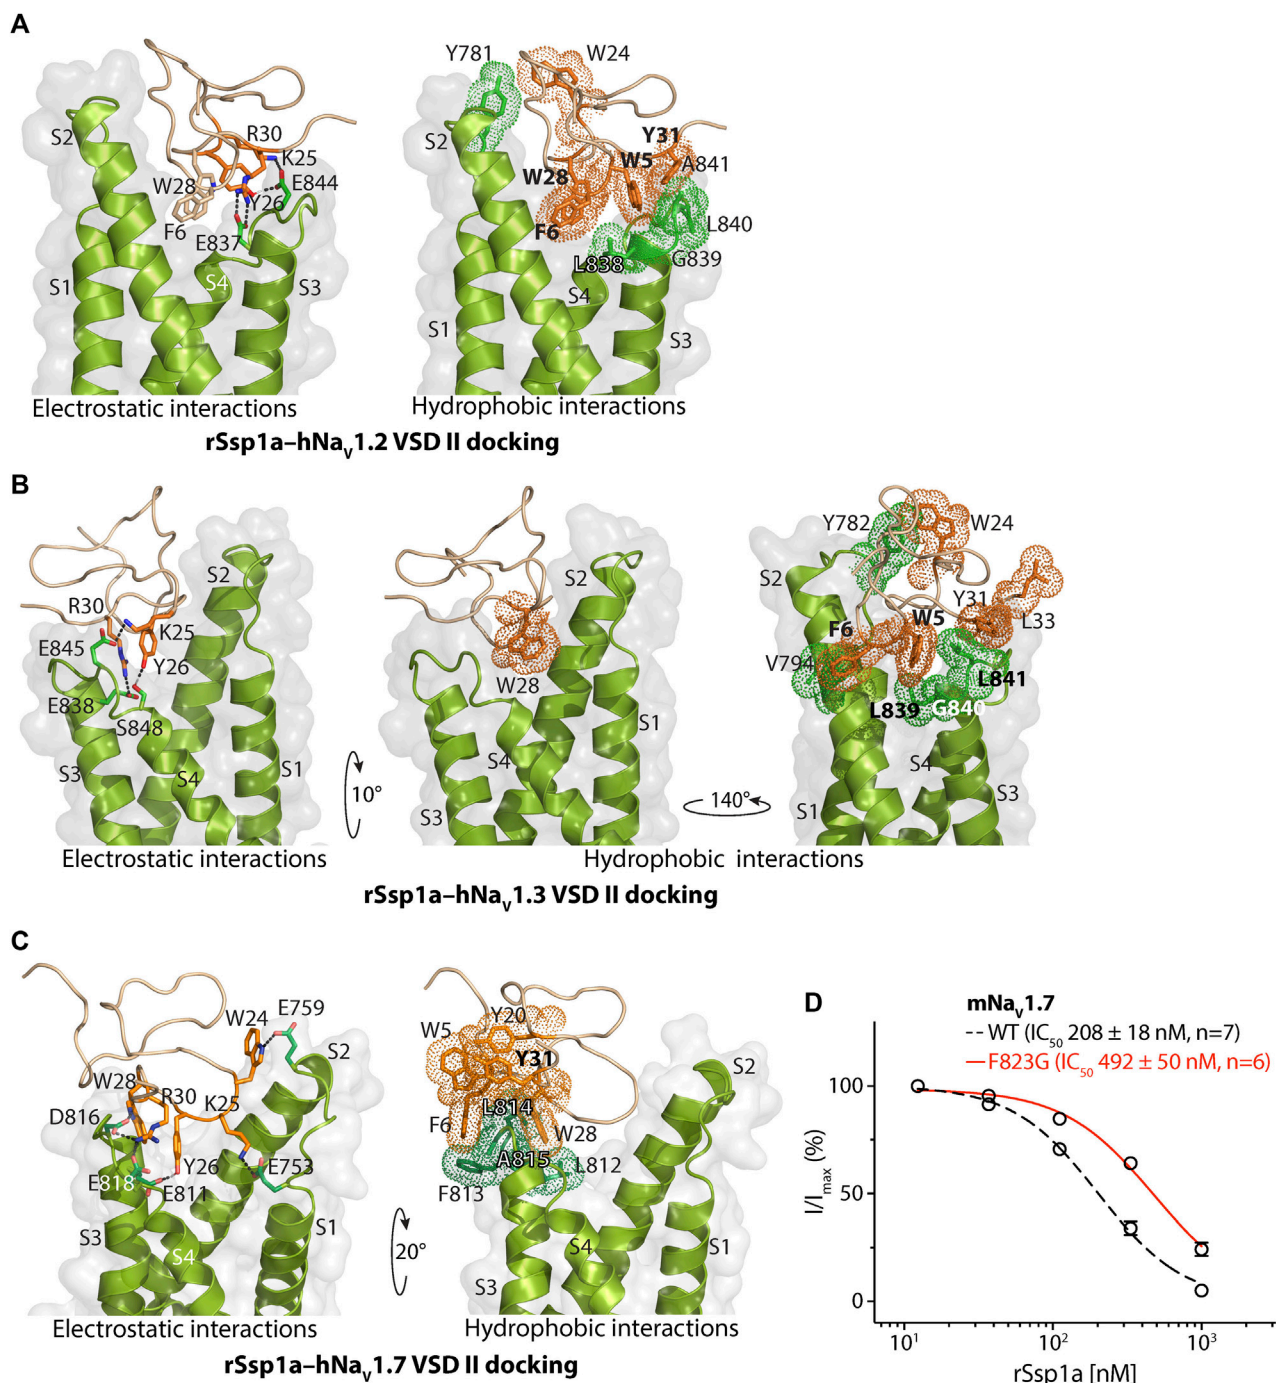 A
Y781
W24
S2
R30
K25
W28
E844
Y26
F6
E837
S1
S4
S3
Electrostatic interactions
S2
Y31
W5
A841
W28
F6
L840
L838
G839
S4
S1
S3
Hydrophobic interactions
rSsp1a–hNaV1.2 VSD II docking
B
S2
R30
K25
E845
Y26
E838
S848
S3
S4
S1
10°
Electrostatic interactions
S2
W28
S1
S4
S3
140°
Y782
W24
S2
Y31
F6
W5
L33
V794
L841
L839
G840
S4
S3
S1
Hydrophobic interactions
rSsp1a–hNaV1.3 VSD II docking
C
W24
E759
S2
W28
R30
K25
D816
Y26
E753
E818
E811
S1
S3
S4
20°
Electrostatic interactions
W5
Y20
Y31
S2
L814
F6
W28
A815
L812
F813
S4
S1
S3
Hydrophobic interactions
rSsp1a–hNaV1.7 VSD II docking
D
mNaV1.7
WT (IC50 208 ± 18 nM, n=7)
F823G (IC50 492 ± 50 nM, n=6)
100
50
0
I/Imax (%)
10¹
10²
10³
rSsp1a [nM]